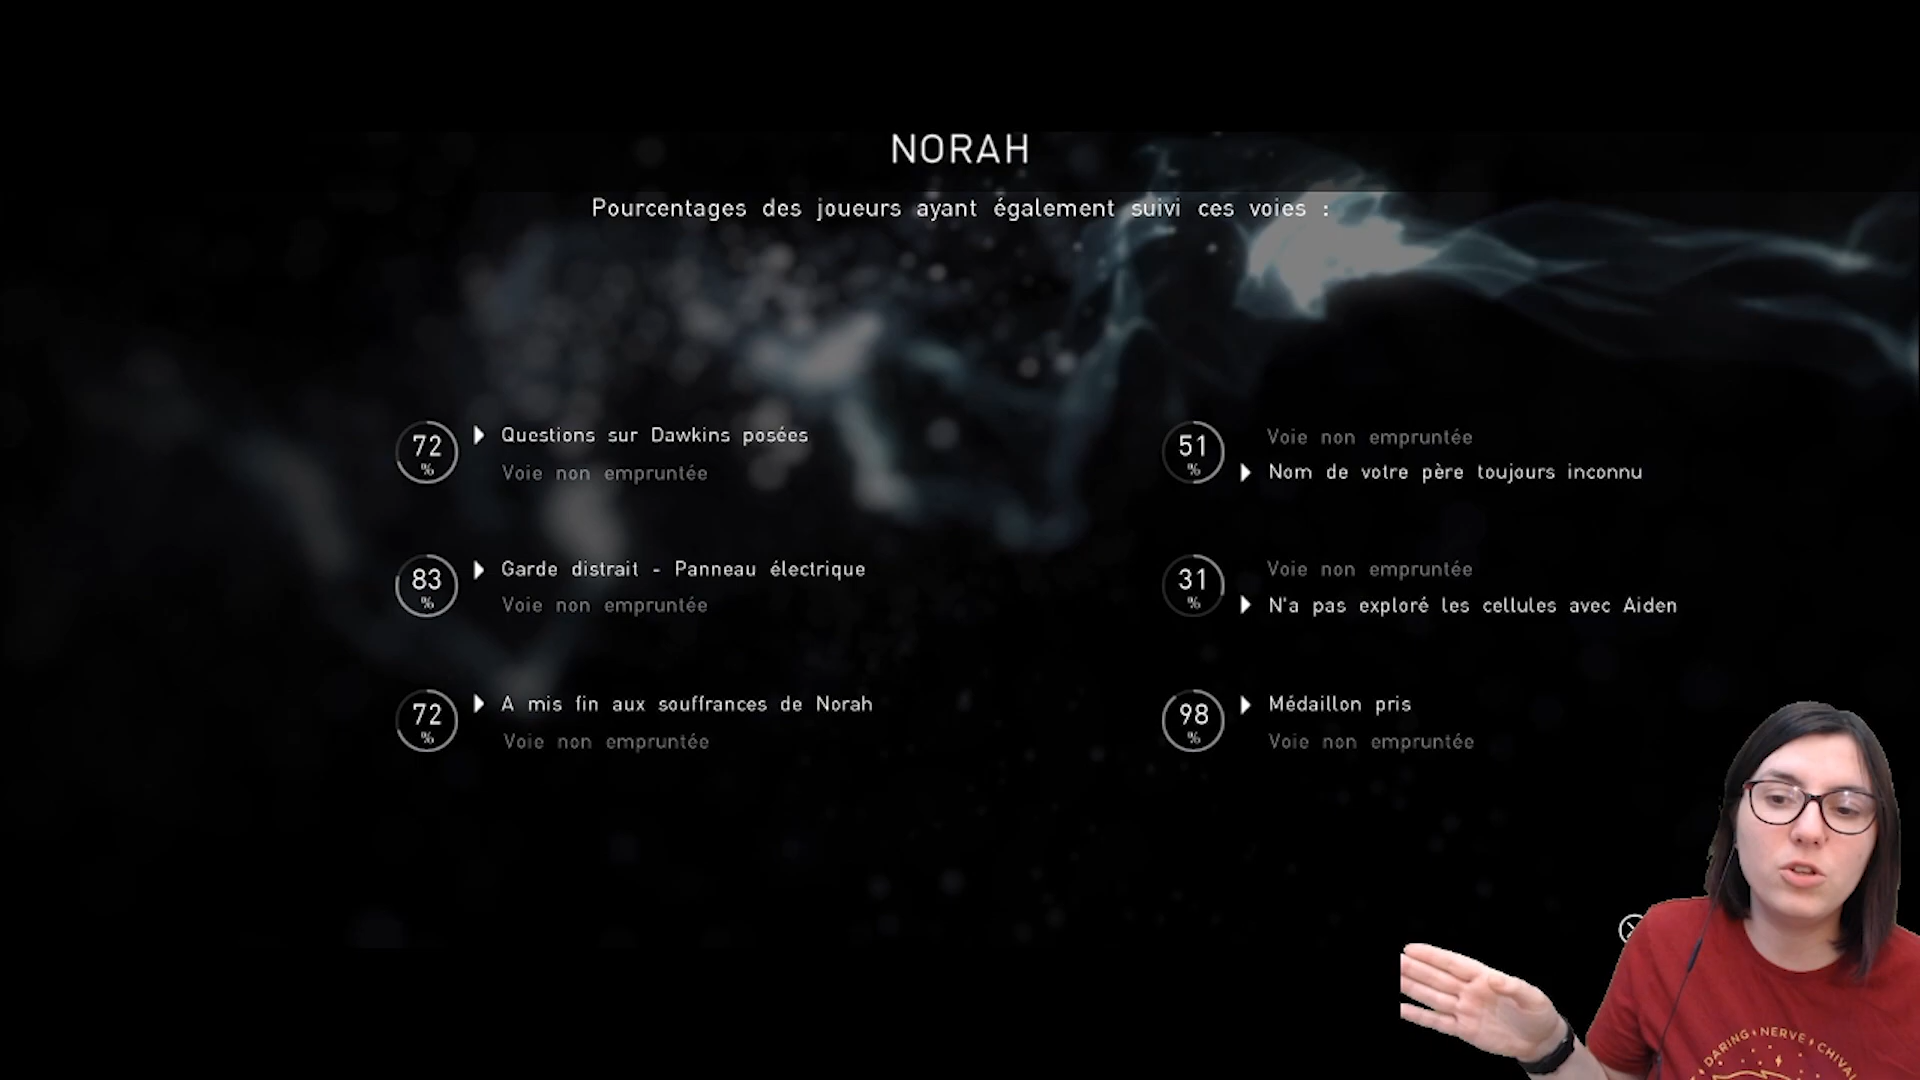 NORAH
Pourcentages des joueurs ayant également suivi ces voies :
72 %
Questions sur Dawkins posées
Voie non empruntée
51 %
Voie non empruntée
Nom de votre père toujours inconnu
83 %
Garde distrait - Panneau électrique
Voie non empruntée
31 %
Voie non empruntée
N'a pas exploré les cellules avec Aiden
72 %
A mis fin aux souffrances de Norah
Voie non empruntée
98 %
Médaillon pris
Voie non empruntée
DARING NERVE